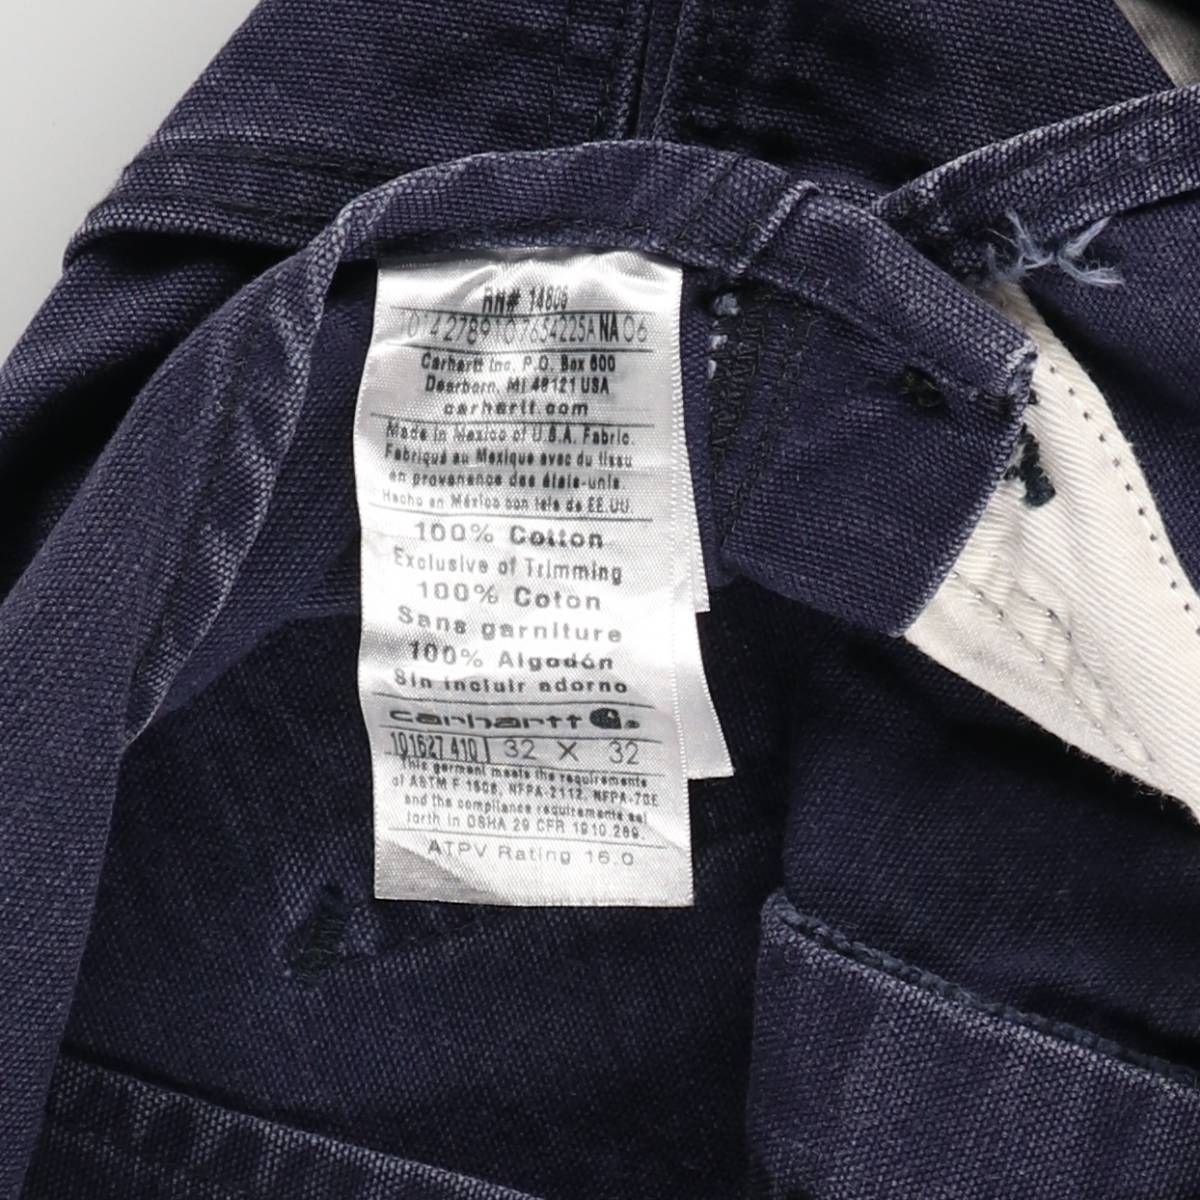 RN# 14806
0142789107654225A NA 06
Carhartt Inc. P.O. Box 600
Dearborn, MI 48121 USA
carhartt.com
Made in Mexico of U.S.A. Fabric.
Fabriqué au Mexique avec du tissu
en provenance des états-unis
Hecho en México con tela de EE.UU.
100% Cotton
Exclusive of Trimming
100% Coton
Sans garniture
100% Algodón
Sin incluir adorno
carhartt ®
101627 410 32 X 32
This garment meets the requirements
of ASTM F 1506, NFPA-2112, NFPA-70E
and the compliance requirements set
forth in OSHA 29 CFR 1910.269.
ATPV Rating 16.0